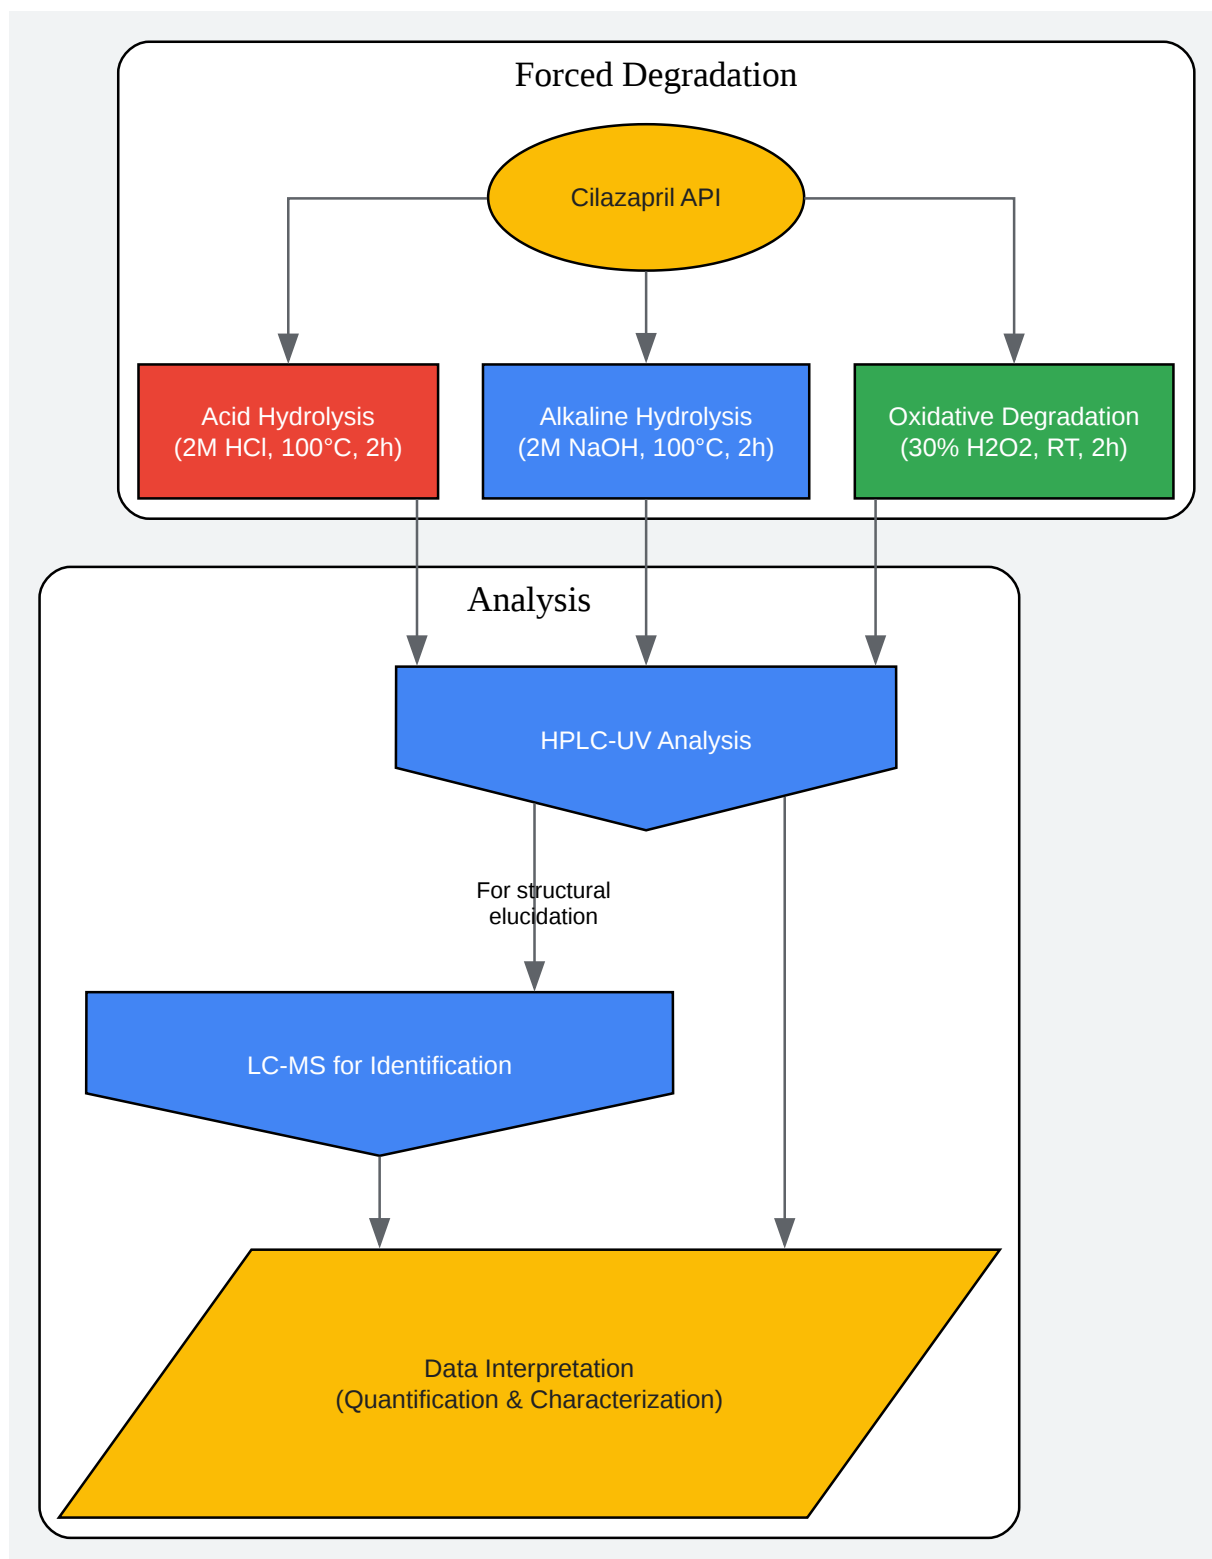 Forced Degradation
Cilazapril API
Acid Hydrolysis
(2M HCl, 100°C, 2h)
Alkaline Hydrolysis
(2M NaOH, 100°C, 2h)
Oxidative Degradation
(30% H2O2, RT, 2h)
Analysis
HPLC-UV Analysis
For structural
elucidation
LC-MS for Identification
Data Interpretation
(Quantification & Characterization)